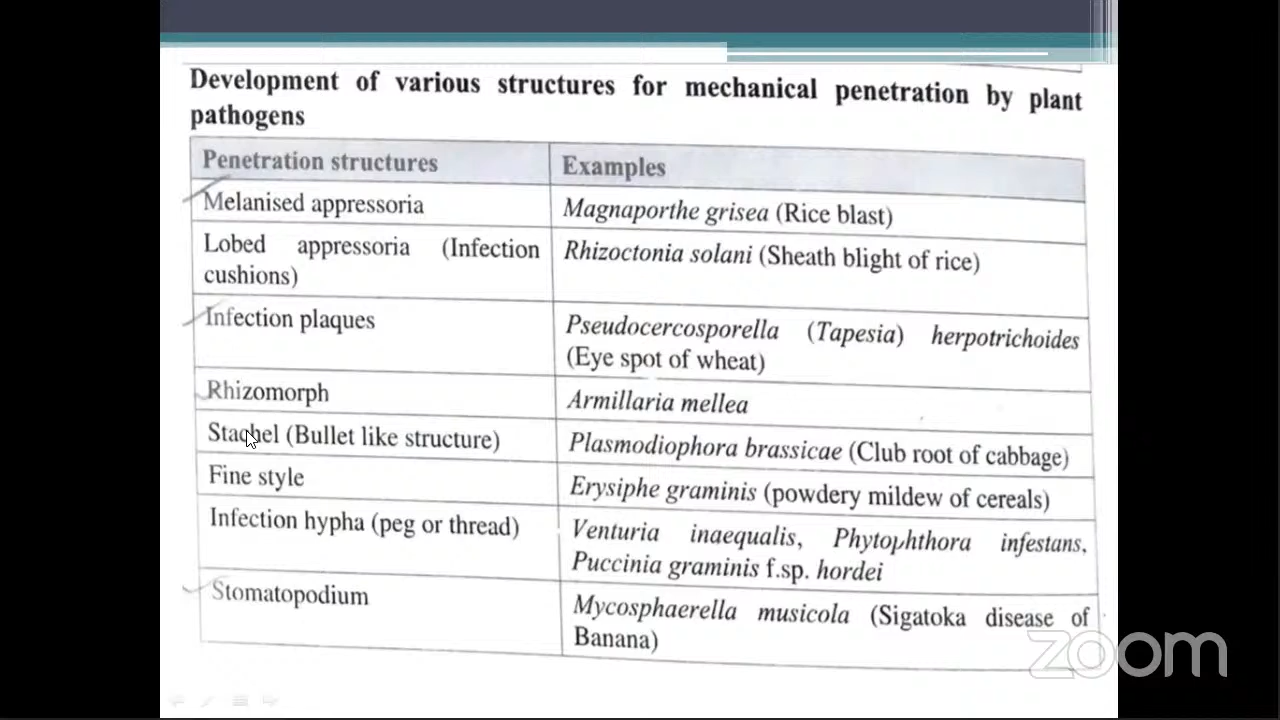 Development of various structures for mechanical penetration by plant
pathogens
Penetration structures
Examples
Melanised appressoria
Magnaporthe grisea (Rice blast)
Lobed appressoria (Infection
cushions)
Rhizoctonia solani (Sheath blight of rice)
Infection plaques
Pseudocercosporella (Tapesia) herpotrichoides
(Eye spot of wheat)
Rhizomorph
Armillaria mellea
Stachel (Bullet like structure)
Plasmodiophora brassicae (Club root of cabbage)
Fine style
Erysiphe graminis (powdery mildew of cereals)
Infection hypha (peg or thread)
Venturia inaequalis, Phytophthora infestans,
Puccinia graminis f.sp. hordei
Stomatopodium
Mycosphaerella musicola (Sigatoka disease of
Banana)
zoom